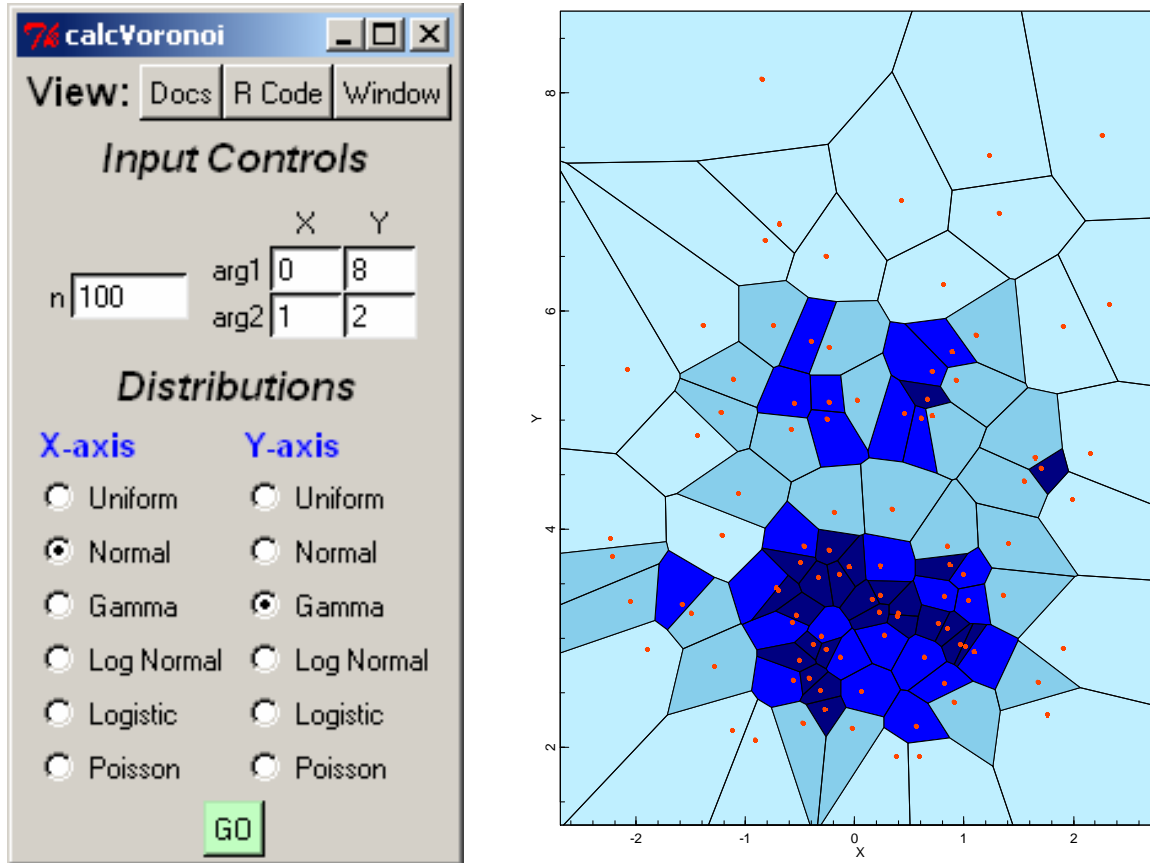 calcVoronoi
View: Docs R Code Window
Input Controls
X Y
arg1 0 8
n 100
arg2 1 2
Distributions
X-axis Y-axis
Uniform Uniform
Normal Normal
Gamma Gamma
Log Normal Log Normal
Logistic Logistic
Poisson Poisson
GO
8
6
Y
4
2
-2 -1 0 1 2
X